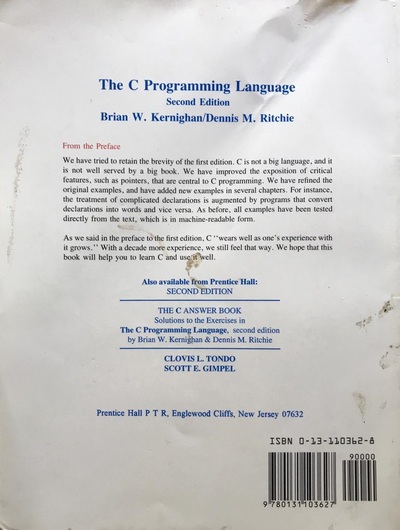 The C Programming Language
Second Edition
Brian W. Kernighan/Dennis M. Ritchie
From the Preface
We have tried to retain the brevity of the first edition. C is not a big language, and it
is not well served by a big book. We have improved the exposition of critical
features, such as pointers, that are central to C programming. We have refined the
original examples, and have added new examples in several chapters. For instance,
the treatment of complicated declarations is augmented by programs that convert
declarations into words and vice versa. As before, all examples have been tested
directly from the text, which is in machine-readable form.
As we said in the preface to the first edition, C “wears well as one’s experience with
it grows.” With a decade more experience, we still feel that way. We hope that this
book will help you to learn C and use it well.
Also available from Prentice Hall:
SECOND EDITION
THE C ANSWER BOOK
Solutions to the Exercises in
The C Programming Language, second edition
by Brian W. Kernighan & Dennis M. Ritchie
CLOVIS L. TONDO
SCOTT E. GIMPEL
Prentice Hall P T R, Englewood Cliffs, New Jersey 07632
ISBN 0-13-110362-8
90000
9 780131 103627